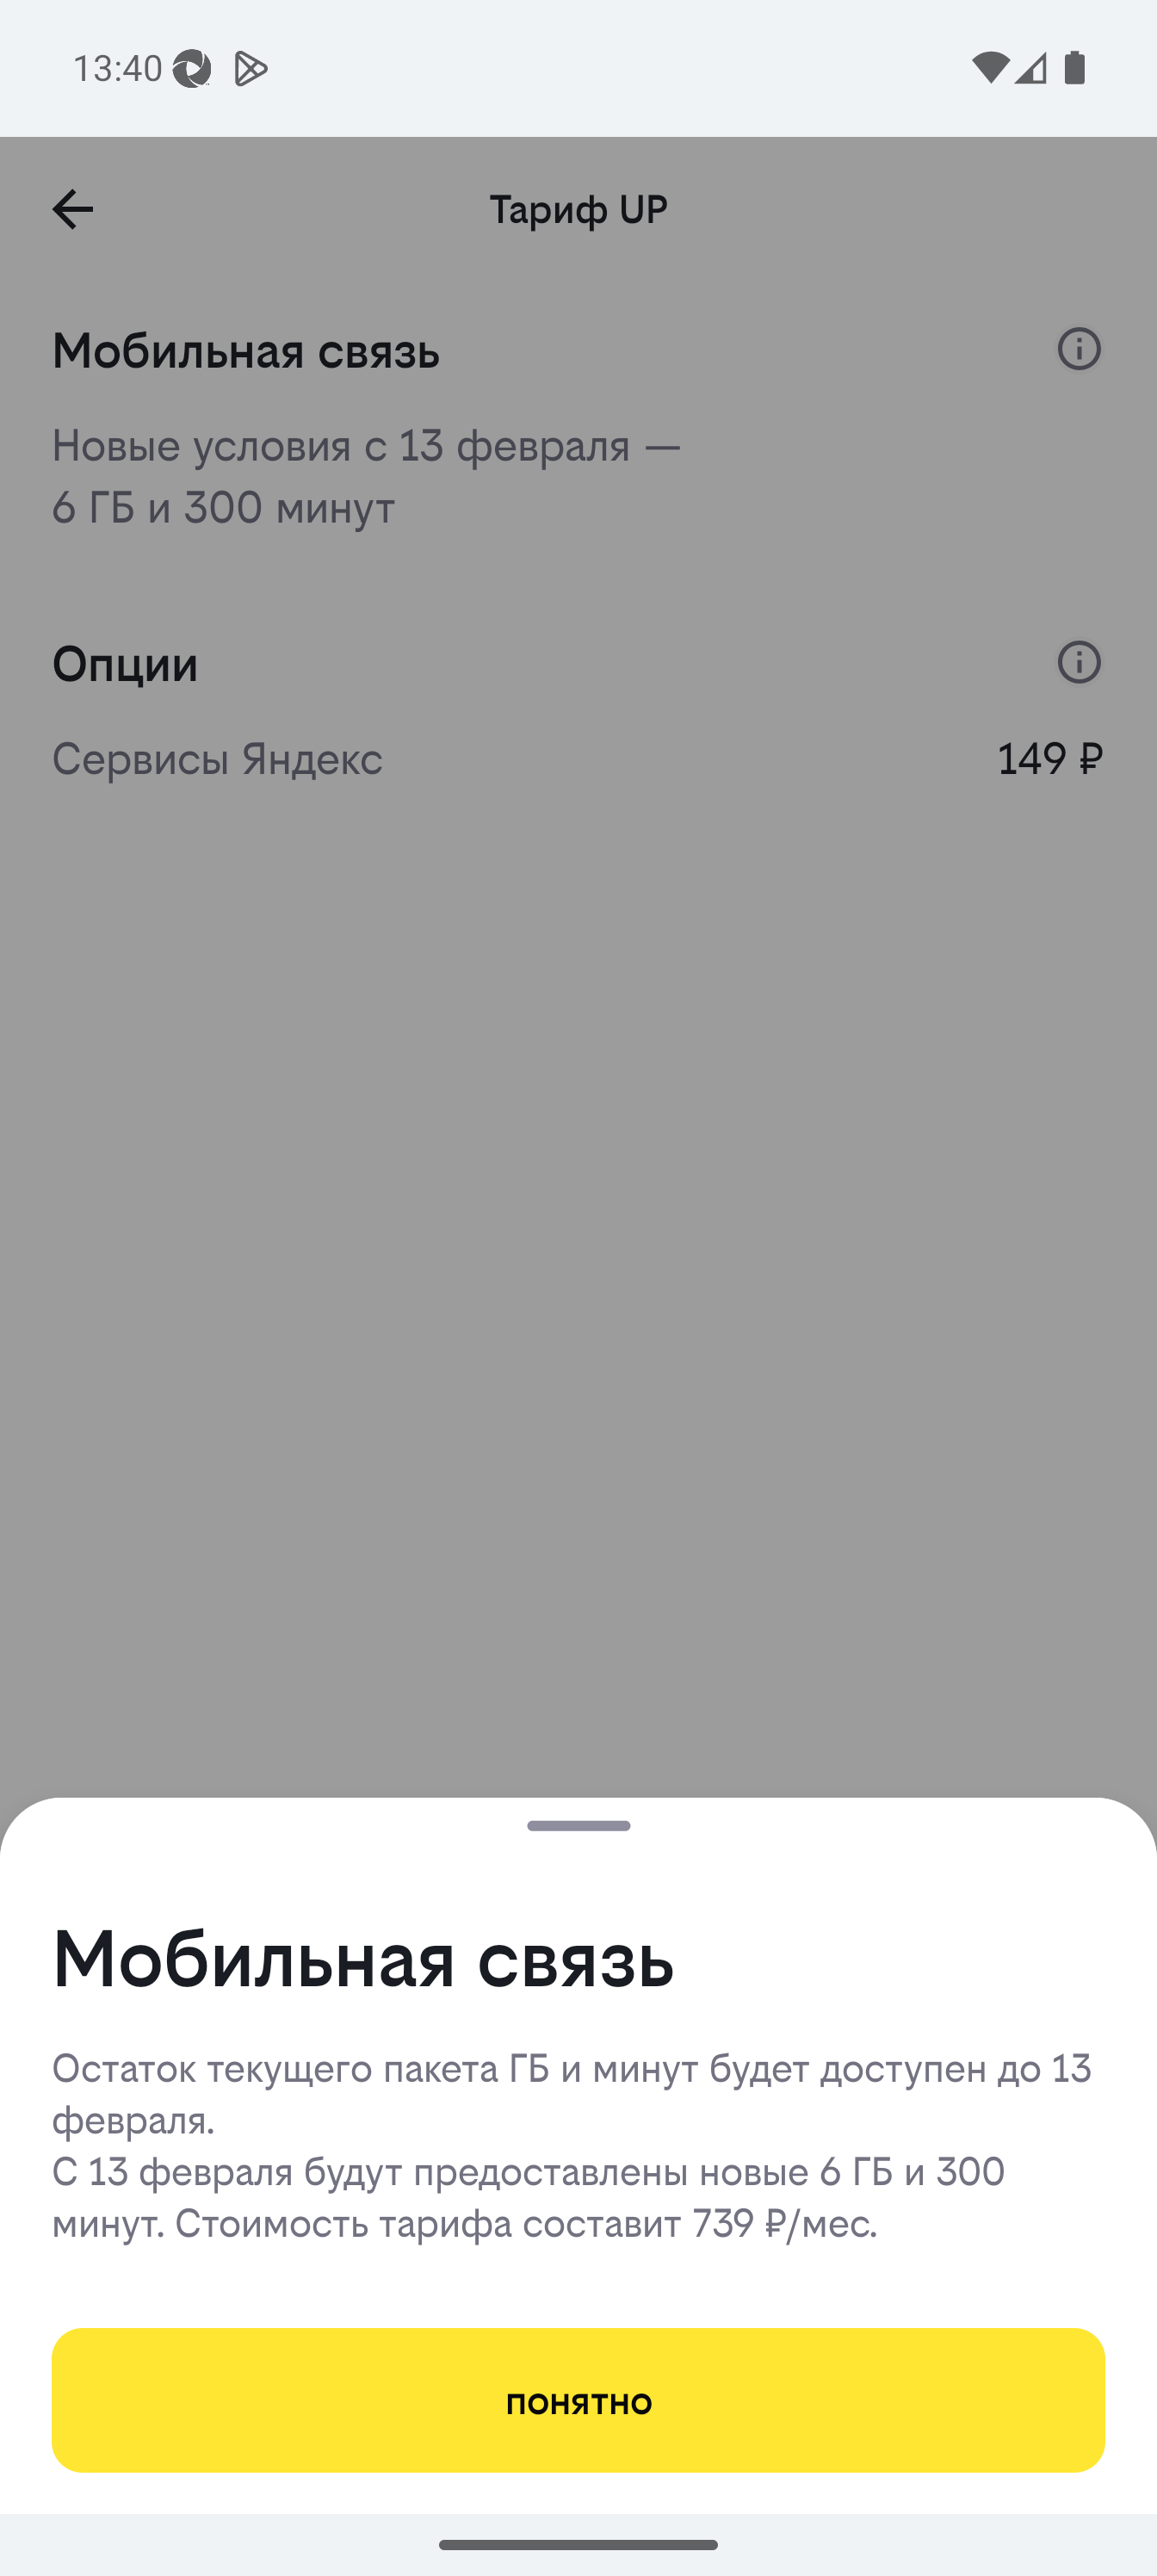 13:40
Тариф UP
Мобильная связь
Новые условия с 13 февраля —
6 ГБ и 300 минут
Опции
Сервисы Яндекс 149 ₽
Мобильная связь
Остаток текущего пакета ГБ и минут будет доступен до 13
февраля.
С 13 февраля будут предоставлены новые 6 ГБ и 300
минут. Стоимость тарифа составит 739 ₽/мес.
понятно